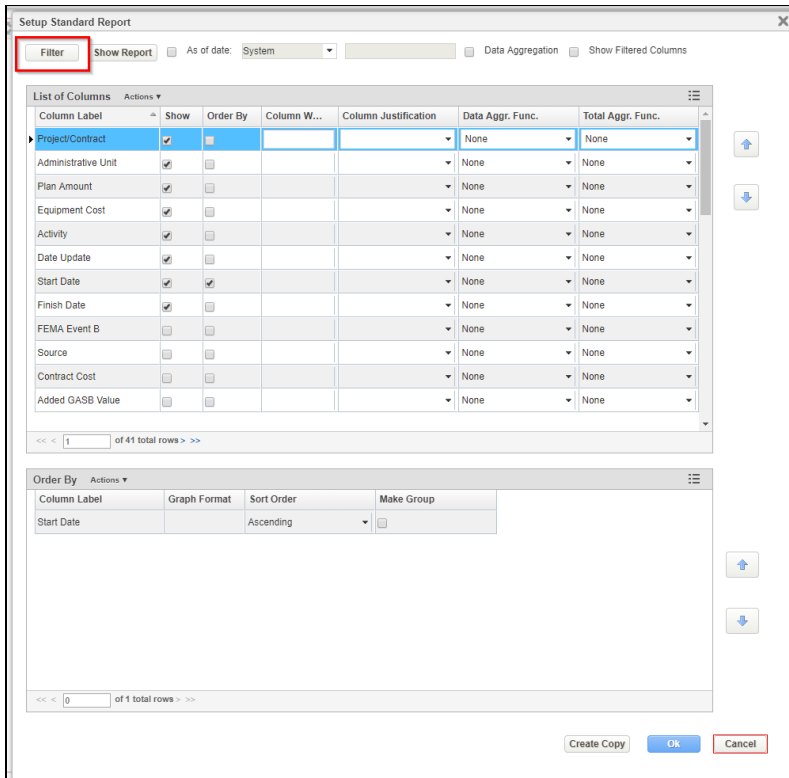 Setup Standard Report
Filter Show Report As of date: System Data Aggregation Show Filtered Columns
List of Columns Actions
Column Label Show Order By Column W... Column Justification Data Aggr. Func. Total Aggr. Func.
Project/Contract None None
Administrative Unit None None
Plan Amount None None
Equipment Cost None None
Activity None None
Date Update None None
Start Date None None
Finish Date None None
FEMA Event B None None
Source None None
Contract Cost None None
Added GASB Value None None
<< < 1 of 41 total rows > >>
Order By Actions
Column Label Graph Format Sort Order Make Group
Start Date Ascending
<< < 0 of 1 total rows > >>
Create Copy Ok Cancel